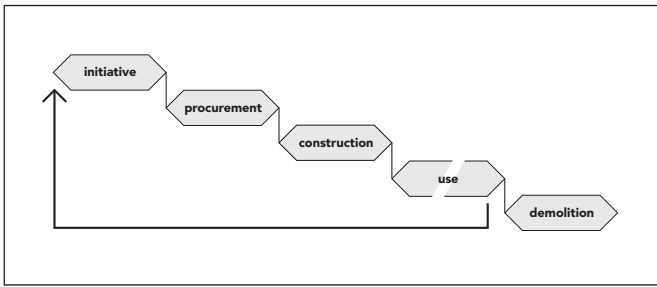 initiative
procurement
construction
use
demolition